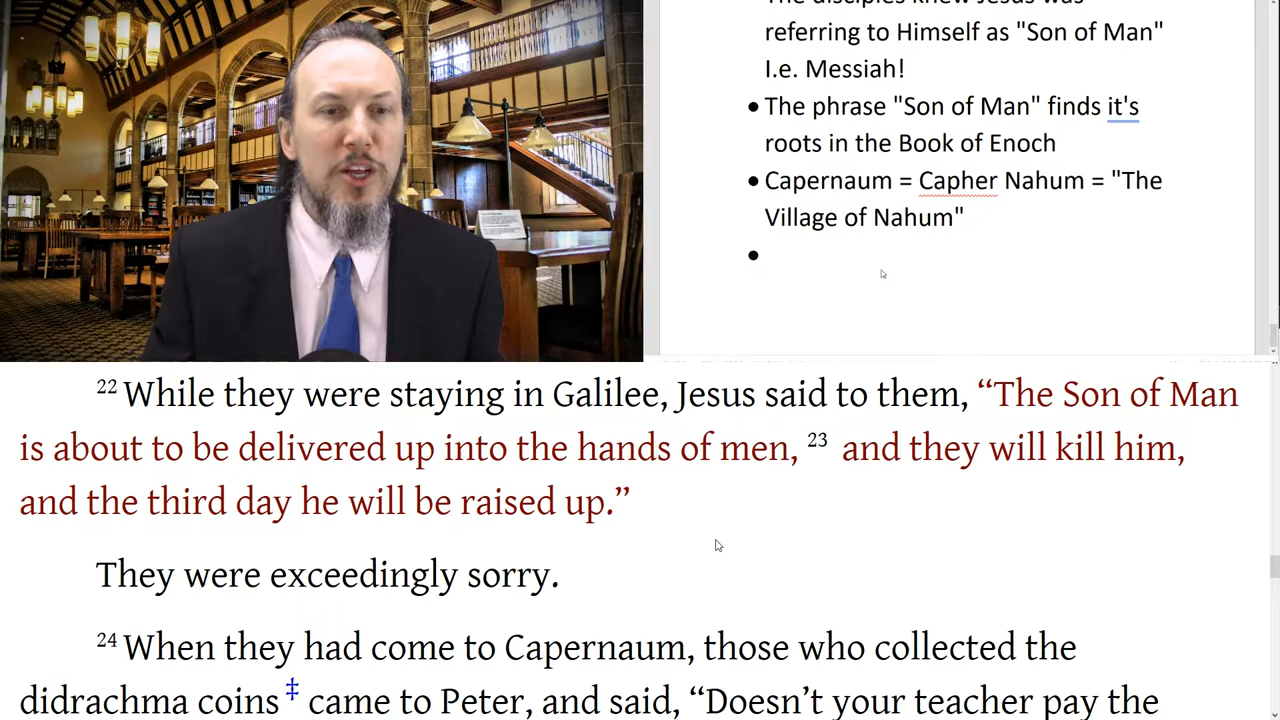 The disciples knew Jesus was
referring to Himself as "Son of Man"
I.e. Messiah!
• The phrase "Son of Man" finds it's
roots in the Book of Enoch
• Capernaum = Capher Nahum = "The
Village of Nahum"
•
22 While they were staying in Galilee, Jesus said to them, “The Son of Man
is about to be delivered up into the hands of men, 23 and they will kill him,
and the third day he will be raised up.”
They were exceedingly sorry.
24 When they had come to Capernaum, those who collected the
didrachma coins ‡ came to Peter, and said, “Doesn’t your teacher pay the